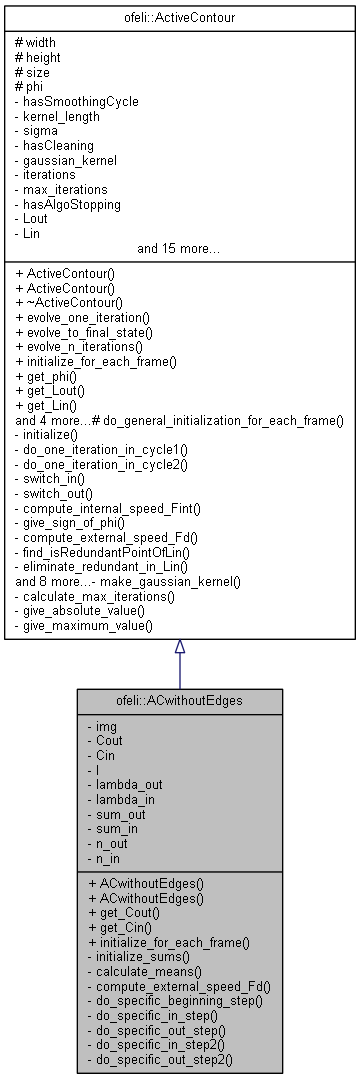 ofeli::ActiveContour
# width
# height
# size
# phi
- hasSmoothingCycle
- kernel_length
- sigma
- hasCleaning
- gaussian_kernel
- iterations
- max_iterations
- hasAlgoStopping
- Lout
- Lin
and 15 more...
+ ActiveContour()
+ ActiveContour()
+ ~ActiveContour()
+ evolve_one_iteration()
+ evolve_to_final_state()
+ evolve_n_iterations()
+ initialize_for_each_frame()
+ get_phi()
+ get_Lout()
+ get_Lin()
and 4 more...# do_general_initialization_for_each_frame()
- initialize()
- do_one_iteration_in_cycle1()
- do_one_iteration_in_cycle2()
- switch_in()
- switch_out()
- compute_internal_speed_Fint()
- give_sign_of_phi()
- compute_external_speed_Fd()
- find_isRedundantPointOfLin()
- eliminate_redundant_in_Lin()
and 8 more...- make_gaussian_kernel()
- calculate_max_iterations()
- give_absolute_value()
- give_maximum_value()
ofeli::ACwithoutEdges
- img
- Cout
- Cin
- I
- lambda_out
- lambda_in
- sum_out
- sum_in
- n_out
- n_in
+ ACwithoutEdges()
+ ACwithoutEdges()
+ get_Cout()
+ get_Cin()
+ initialize_for_each_frame()
- initialize_sums()
- calculate_means()
- compute_external_speed_Fd()
- do_specific_beginning_step()
- do_specific_in_step()
- do_specific_out_step()
- do_specific_in_step2()
- do_specific_out_step2()